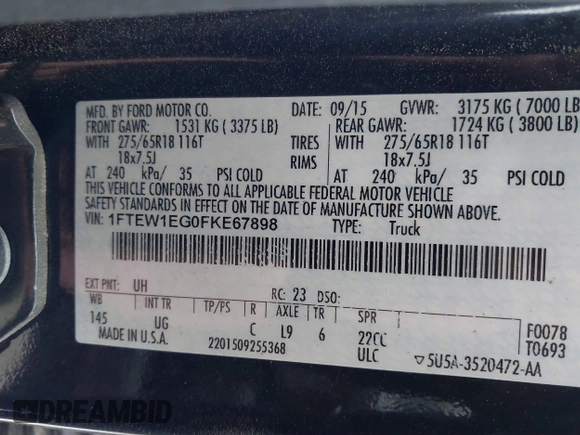 MFD. BY FORD MOTOR CO. DATE: 09/15 GVWR: 3175 KG ( 7000 LB)
FRONT GAWR: 1531 KG ( 3375 LB) REAR GAWR: 1724 KG ( 3800 LB)
WITH 275/65R18 116T TIRES WITH 275/65R18 116T
18x7.5J RIMS 18x7.5J
AT 240 kPa/ 35 PSI COLD AT 240 kPa/ 35 PSI COLD
THIS VEHICLE CONFORMS TO ALL APPLICABLE FEDERAL MOTOR VEHICLE
SAFETY STANDARDS IN EFFECT ON THE DATE OF MANUFACTURE SHOWN ABOVE.
VIN: 1FTEW1EG0FKE67898 TYPE: Truck
EXT PNT: UH RC: 23 DSO:
WB INT TR TP/PS R AXLE TR SPR
145 UG C L9 6 22CC F0078
MADE IN U.S.A. 2201509255368 ULC T0693
5U5A-3520472-AA
DREAMBID